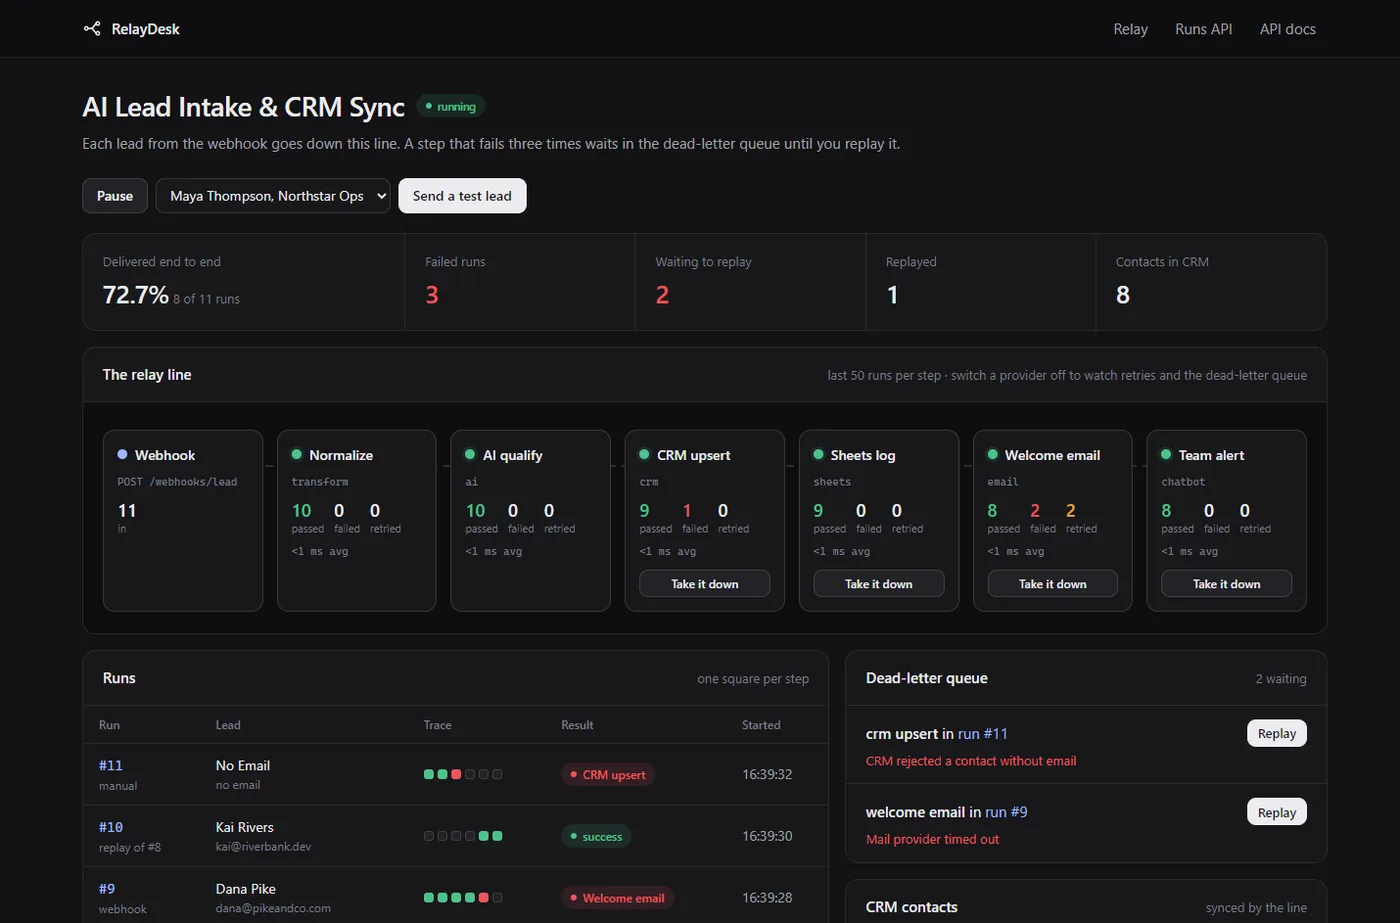 RelayDesk
Relay Runs API API docs
AI Lead Intake & CRM Sync running
Each lead from the webhook goes down this line. A step that fails three times waits in the dead-letter queue until you replay it.
Pause Maya Thompson, Northstar Ops Send a test lead
Delivered end to end Failed runs Waiting to replay Replayed Contacts in CRM
72.7% 8 of 11 runs 3 2 1 8
The relay line last 50 runs per step · switch a provider off to watch retries and the dead-letter queue
Webhook
POST /webhooks/lead
11
in
Normalize
transform
10 0 0
passed failed retried
<1 ms avg
AI qualify
ai
10 0 0
passed failed retried
<1 ms avg
CRM upsert
crm
9 1 0
passed failed retried
<1 ms avg
Take it down
Sheets log
sheets
9 0 0
passed failed retried
<1 ms avg
Take it down
Welcome email
email
8 2 2
passed failed retried
<1 ms avg
Take it down
Team alert
chatbot
8 0 0
passed failed retried
<1 ms avg
Take it down
Runs one square per step
Run Lead Trace Result Started
#11 No Email CRM upsert 16:39:32
manual no email
#10 Kai Rivers success 16:39:30
replay of #8 kai@riverbank.dev
#9 Dana Pike Welcome email 16:39:28
webhook dana@pikeandco.com
Dead-letter queue 2 waiting
crm upsert in run #11 Replay
CRM rejected a contact without email
welcome email in run #9 Replay
Mail provider timed out
CRM contacts synced by the line